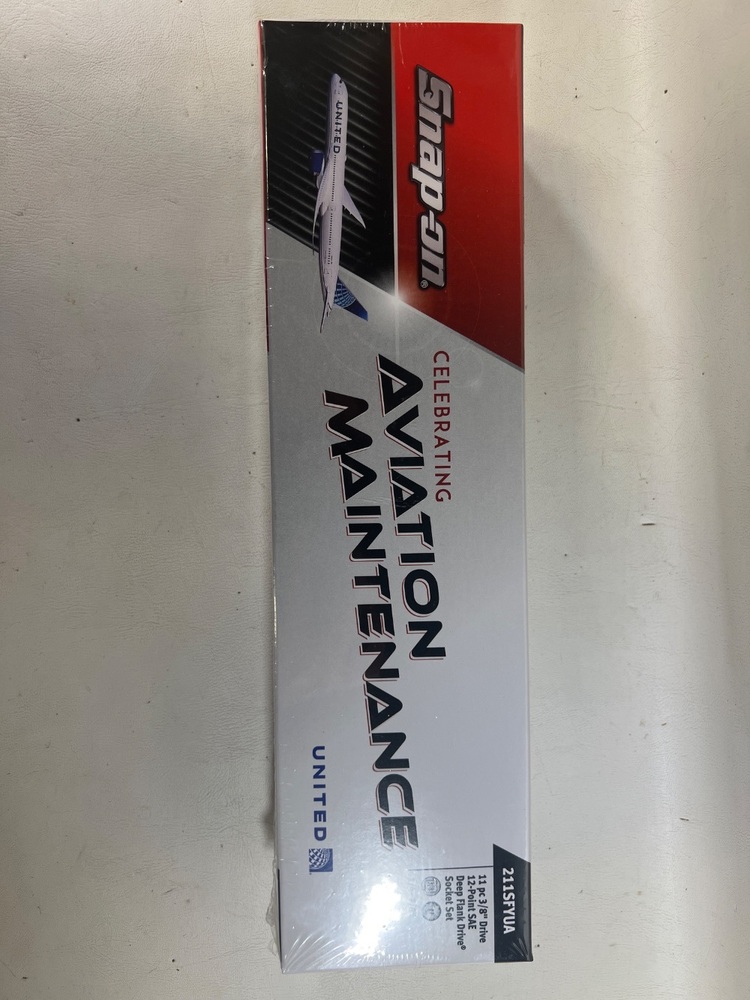 Snap-on®
UNITED
CELEBRATING
AVIATION
MAINTENANCE
UNITED
211SFYUA
11 pc 3/8" Drive
12-Point SAE
Deep Flank Drive®
Socket Set